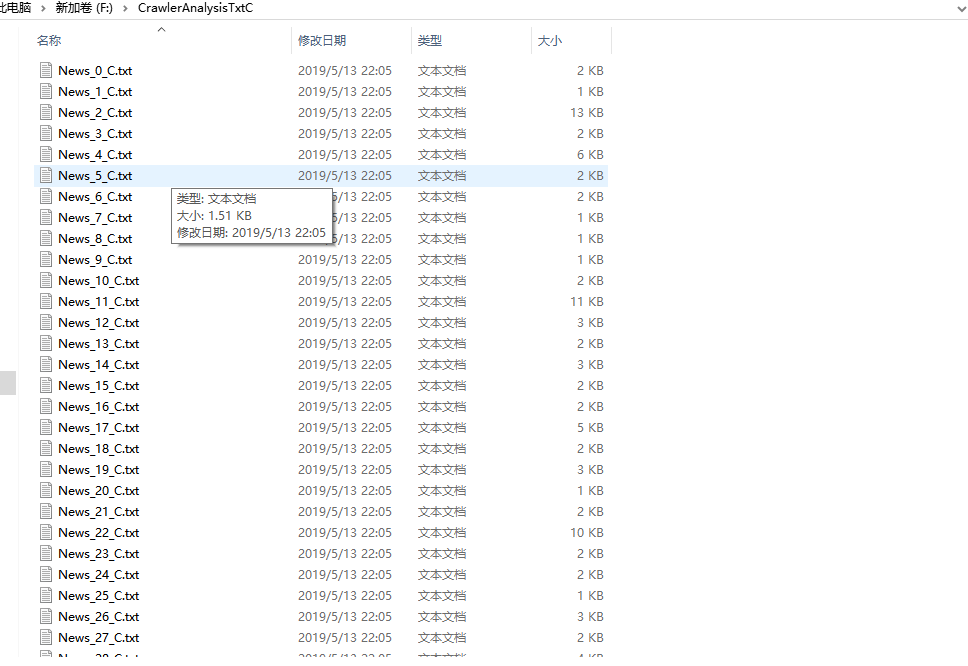 此电脑 › 新加卷 (F:) › CrawlerAnalysisTxtC
名称 修改日期 类型 大小
News_0_C.txt 2019/5/13 22:05 文本文档 2 KB
News_1_C.txt 2019/5/13 22:05 文本文档 1 KB
News_2_C.txt 2019/5/13 22:05 文本文档 13 KB
News_3_C.txt 2019/5/13 22:05 文本文档 2 KB
News_4_C.txt 2019/5/13 22:05 文本文档 6 KB
News_5_C.txt 2019/5/13 22:05 文本文档 2 KB
News_6_C.txt 5/13 22:05 文本文档 2 KB
类型: 文本文档
News_7_C.txt 5/13 22:05 文本文档 1 KB
大小: 1.51 KB
News_8_C.txt 5/13 22:05 文本文档 1 KB
修改日期: 2019/5/13 22:05
News_9_C.txt 2019/5/13 22:05 文本文档 1 KB
News_10_C.txt 2019/5/13 22:05 文本文档 2 KB
News_11_C.txt 2019/5/13 22:05 文本文档 11 KB
News_12_C.txt 2019/5/13 22:05 文本文档 3 KB
News_13_C.txt 2019/5/13 22:05 文本文档 2 KB
News_14_C.txt 2019/5/13 22:05 文本文档 3 KB
News_15_C.txt 2019/5/13 22:05 文本文档 2 KB
News_16_C.txt 2019/5/13 22:05 文本文档 2 KB
News_17_C.txt 2019/5/13 22:05 文本文档 5 KB
News_18_C.txt 2019/5/13 22:05 文本文档 2 KB
News_19_C.txt 2019/5/13 22:05 文本文档 3 KB
News_20_C.txt 2019/5/13 22:05 文本文档 1 KB
News_21_C.txt 2019/5/13 22:05 文本文档 2 KB
News_22_C.txt 2019/5/13 22:05 文本文档 10 KB
News_23_C.txt 2019/5/13 22:05 文本文档 2 KB
News_24_C.txt 2019/5/13 22:05 文本文档 2 KB
News_25_C.txt 2019/5/13 22:05 文本文档 1 KB
News_26_C.txt 2019/5/13 22:05 文本文档 3 KB
News_27_C.txt 2019/5/13 22:05 文本文档 2 KB